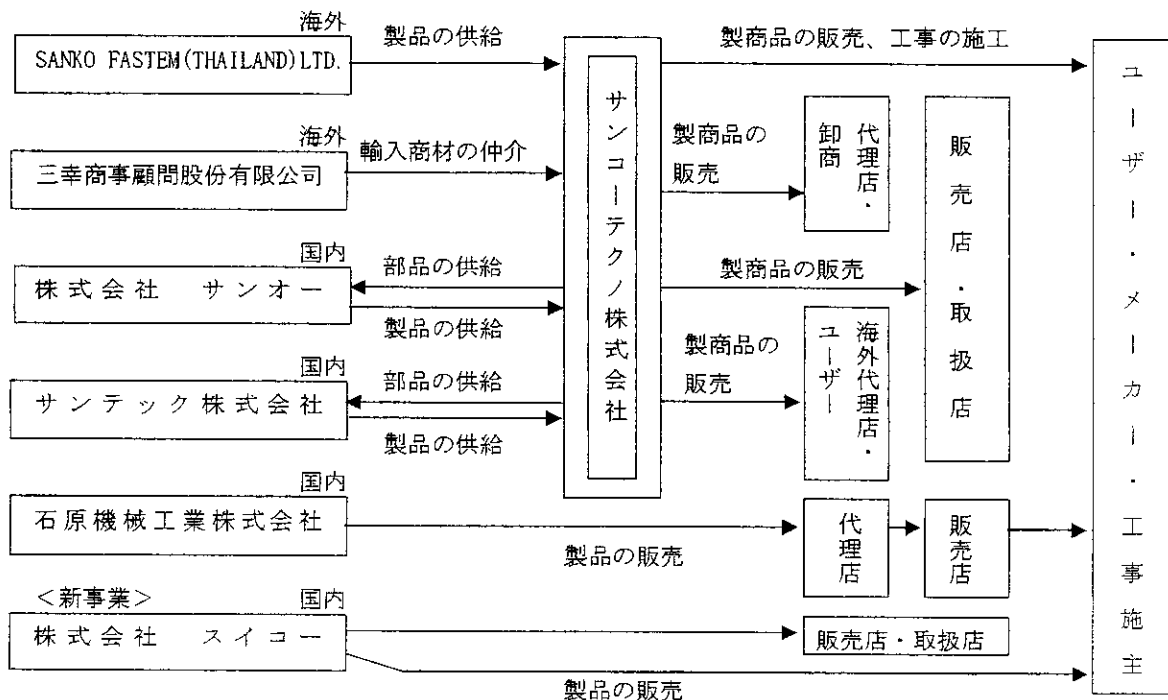 海外
SANKO FASTEM(THAILAND)LTD.
製品の供給
製商品の販売、工事の施工
海外
三幸商事顧問股份有限公司
輸入商材の仲介
製商品の
販売
代理店・
卸商
国内
株式会社 サンオー
部品の供給
製品の供給
製商品の販売
国内
サンテック株式会社
部品の供給
製品の供給
製商品の
販売
海外代理店・
ユーザー
サンコーテクノ株式会社
販売店・取扱店
ユーザー・メーカー・工事施主
国内
石原機械工業株式会社
製品の販売
代理店
販売店
<新事業>
国内
株式会社 スイコー
販売店・取扱店
製品の販売